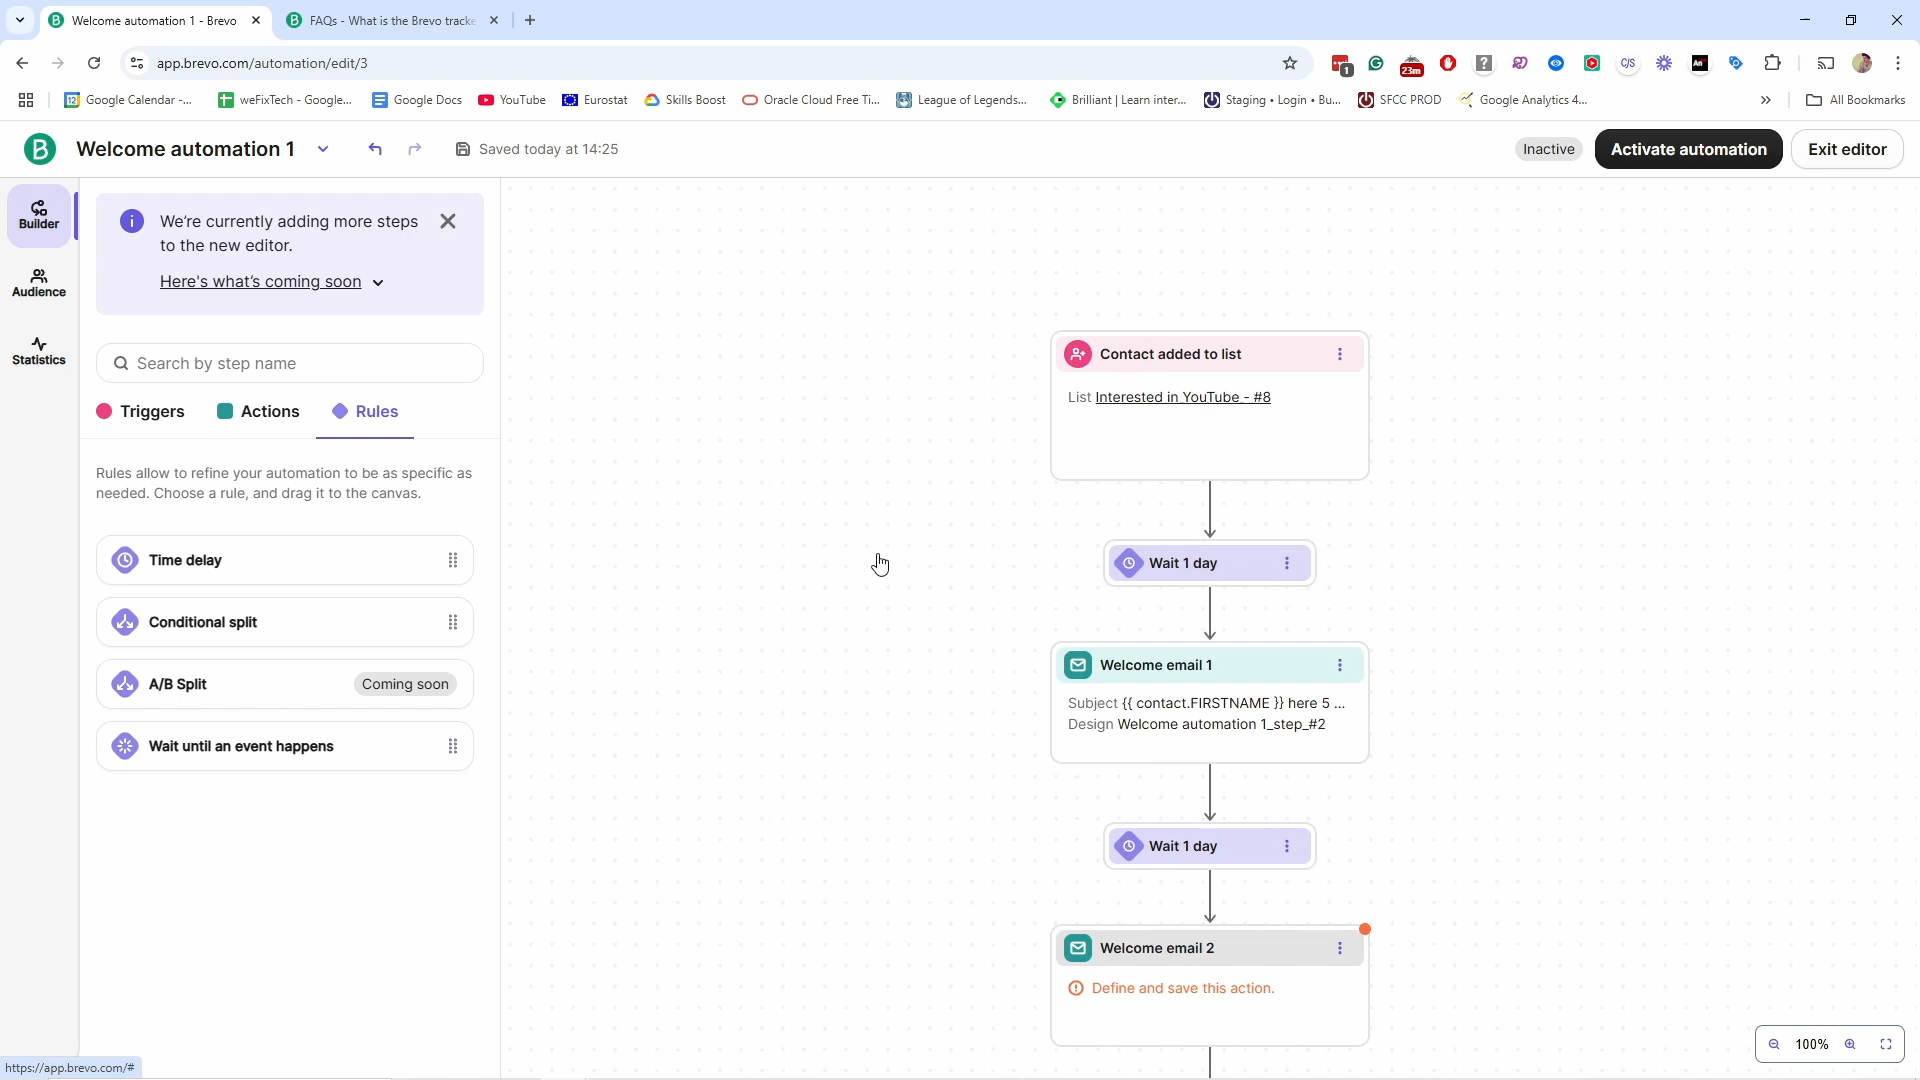 Welcome automation 1 - Brevo
FAQs - What is the Brevo tracke
app.brevo.com/automation/edit/3
1
23m
C/S
An
Google Calendar -...
weFixTech - Google...
Google Docs
YouTube
Eurostat
Skills Boost
Oracle Cloud Free Ti...
League of Legends...
Brilliant | Learn inter...
Staging • Login • Bu...
SFCC PROD
Google Analytics 4...
All Bookmarks
Welcome automation 1
Saved today at 14:25
Inactive
Activate automation
Exit editor
Builder
Audience
Statistics
We're currently adding more steps
to the new editor.
Here's what's coming soon
Search by step name
Triggers
Actions
Rules
Rules allow to refine your automation to be as specific as
needed. Choose a rule, and drag it to the canvas.
Time delay
Conditional split
A/B Split
Coming soon
Wait until an event happens
Contact added to list
List Interested in YouTube - #8
Wait 1 day
Welcome email 1
Subject {{ contact.FIRSTNAME }} here 5 ...
Design Welcome automation 1_step_#2
Wait 1 day
Welcome email 2
Define and save this action.
100%
https://app.brevo.com/#